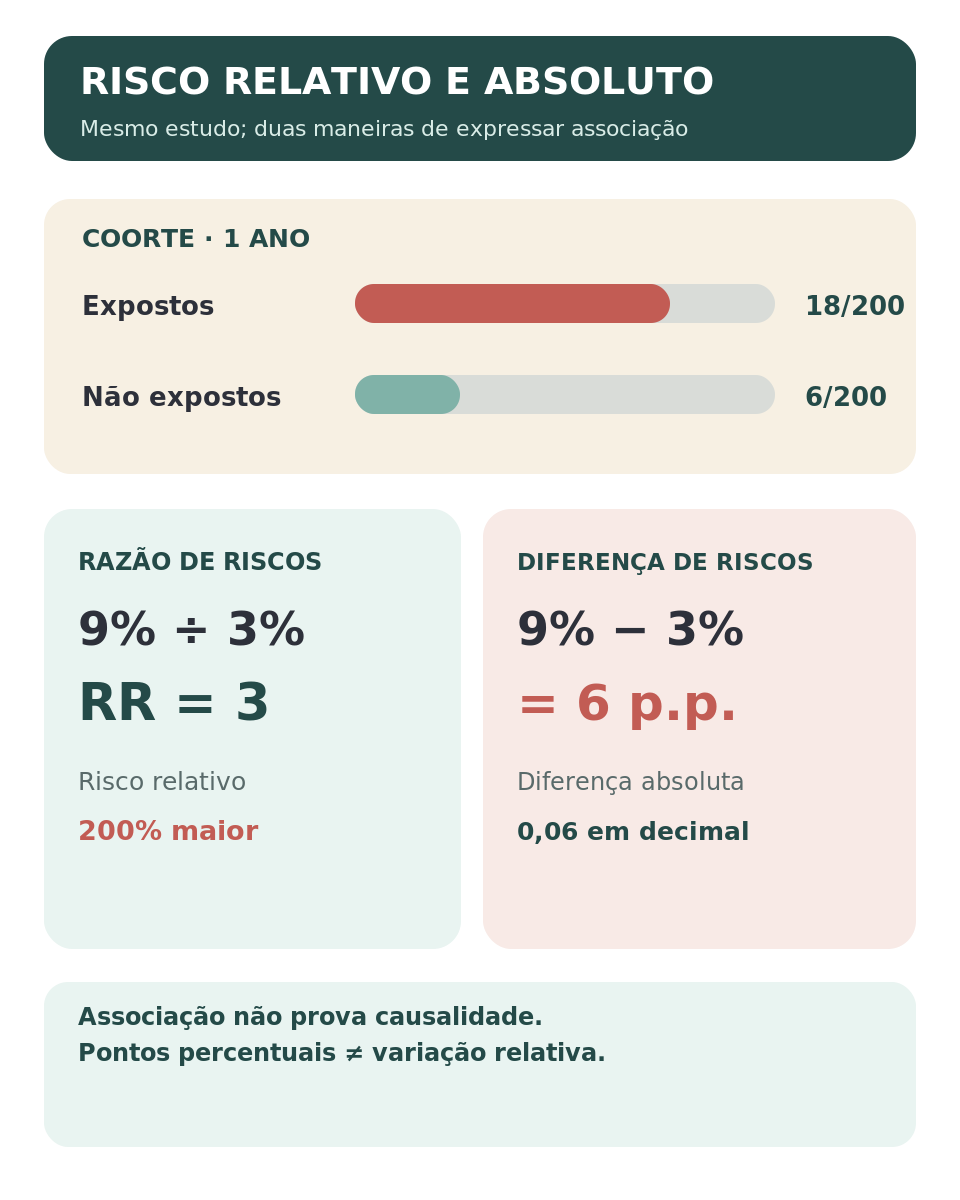 RISCO RELATIVO E ABSOLUTO
Mesmo estudo; duas maneiras de expressar associação
COORTE · 1 ANO
Expostos
18/200
Não expostos
6/200
RAZÃO DE RISCOS
9% ÷ 3%
RR = 3
Risco relativo
200% maior
DIFERENÇA DE RISCOS
9% − 3%
= 6 p.p.
Diferença absoluta
0,06 em decimal
Associação não prova causalidade.
Pontos percentuais ≠ variação relativa.